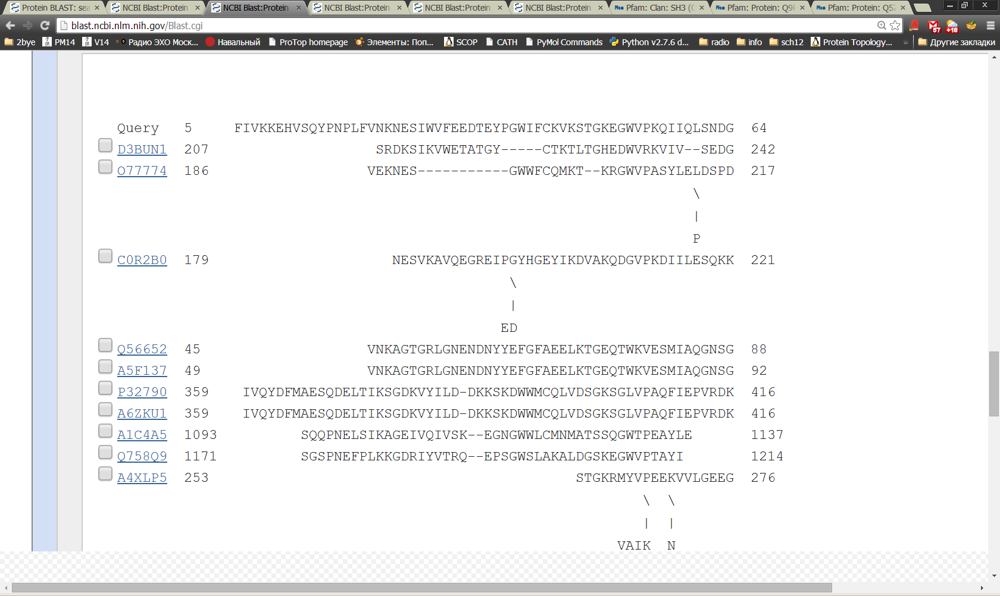 Protein BLAST: sea
NCBI Blast:Protein
NCBI Blast:Protein
NCBI Blast:Protein
NCBI Blast:Protein
NCBI Blast:Protein
Pfam: Clan: SH3 (C
Pfam: Protein: Q9F
Pfam: Protein: Q5Z
blast.ncbi.nlm.nih.gov/Blast.cgi
57
+18
2bye
PM14
V14
Радио ЭХО Моск...
Навальный
ProTop homepage
Элементы: Поп...
SCOP
CATH
PyMol Commands
Python v2.7.6 d...
radio
info
sch12
Protein Topology...
»
Другие закладки
Query 5 FIVKKEHVSQYPNPLFVNKNESIWVFEEDTEYPGWIFCKVKSTGKEGWVPKQIIQLSNDG 64
D3BUN1 207 SRDKSIKVWETATGY-----CTKTLTGHEDWVRKVIV--SEDG 242
O77774 186 VEKNES-----------GWWFCQMKT--KRGWVPASYLELDSPD 217
\
|
P
C0R2B0 179 NESVKAVQEGREIPGYHGEYIKDVAKQDGVPKDIILESQKK 221
\
|
ED
Q56652 45 VNKAGTGRLGNENDNYYEFGFAEELKTGEQTWKVESMIAQGNSG 88
A5F137 49 VNKAGTGRLGNENDNYYEFGFAEELKTGEQTWKVESMIAQGNSG 92
P32790 359 IVQYDFMAESQDELTIKSGDKVYILD-DKKSKDWWMCQLVDSGKSGLVPAQFIEPVRDK 416
A6ZKU1 359 IVQYDFMAESQDELTIKSGDKVYILD-DKKSKDWWMCQLVDSGKSGLVPAQFIEPVRDK 416
A1C4A5 1093 SQQPNELSIKAGEIVQIVSK--EGNGWWLCMNMATSSQGWTPEAYLE 1137
Q758Q9 1171 SGSPNEFPLKKGDRIYVTRQ--EPSGWSLAKALDGSKEGWVPTAYI 1214
A4XLP5 253 STGKRMYVPEEKVVLGEEG 276
\ \
| |
VAIK N